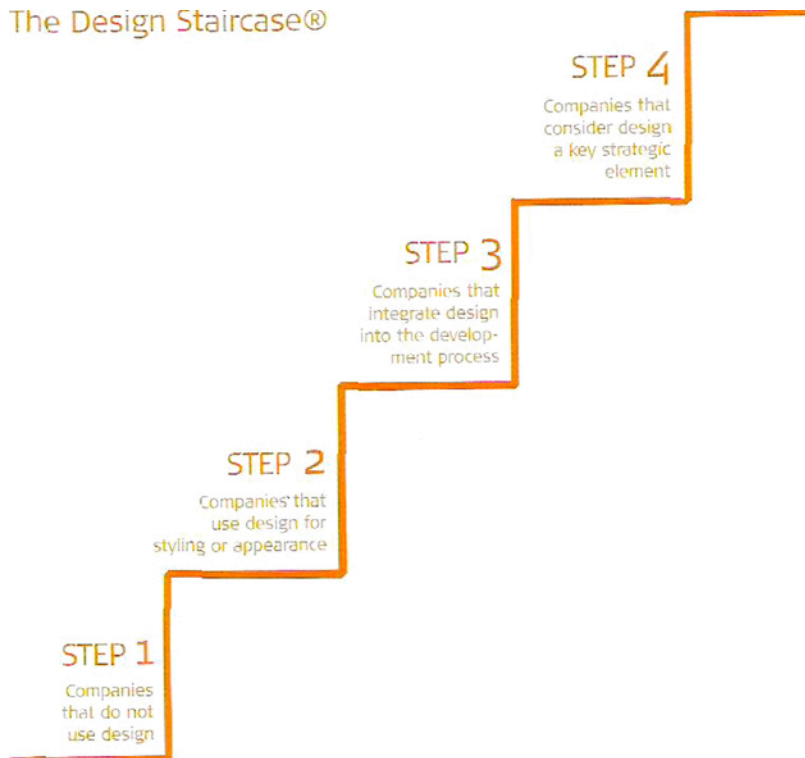 The Design Staircase®
STEP 4
Companies that
consider design
a key strategic
element
STEP 3
Companies that
integrate design
into the develop-
ment process
STEP 2
Companies that
use design for
styling or appearance
STEP 1
Companies
that do not
use design